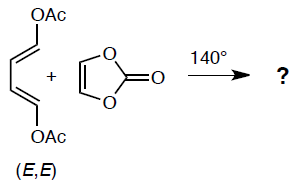 OAc
O
+
=O
140°
?
O
OAc
(E,E)